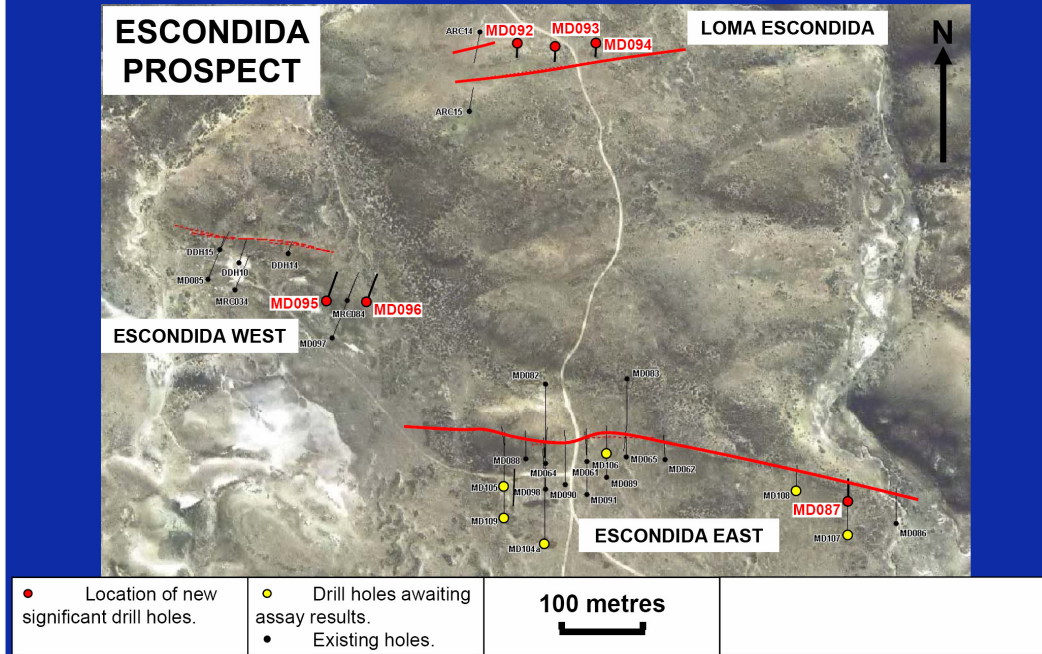 ESCONDIDA
PROSPECT
LOMA ESCONDIDA
N
ARC14
MD092
MD093
MD094
ARC15
DDH15
DDH10
DDH14
MD085
MRC034
MD095
MRC084
MD096
ESCONDIDA WEST
MD097
MD082
MD083
MD088
MD064
MD061
MD106
MD065
MD062
MD105
MD098
MD090
MD091
MD089
MD108
MD087
MD109
MD104a
ESCONDIDA EAST
MD107
MD086
Location of new
significant drill holes.
Drill holes awaiting
assay results.
Existing holes.
100 metres